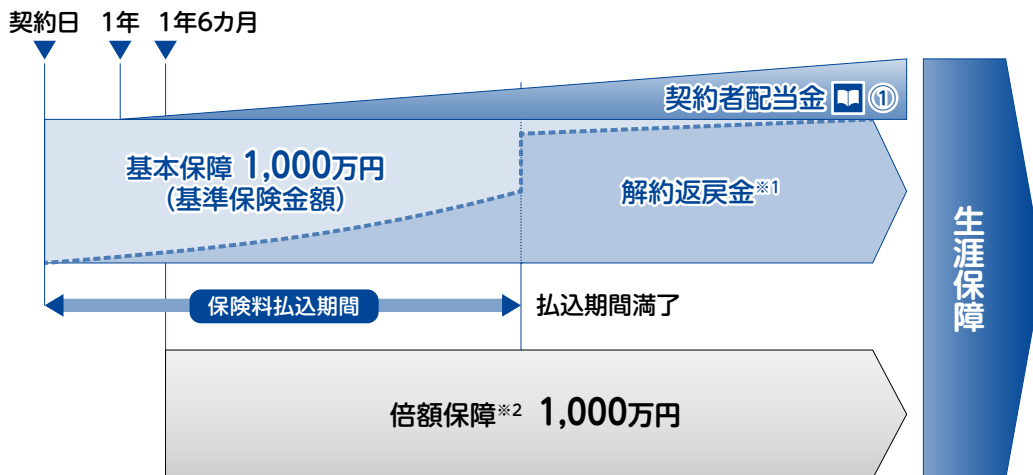 契約日 1年 1年6カ月
契約者配当金 ①
基本保障 1,000万円
(基準保険金額)
解約返戻金※1
保険料払込期間
払込期間満了
倍額保障※2 1,000万円
生涯保障